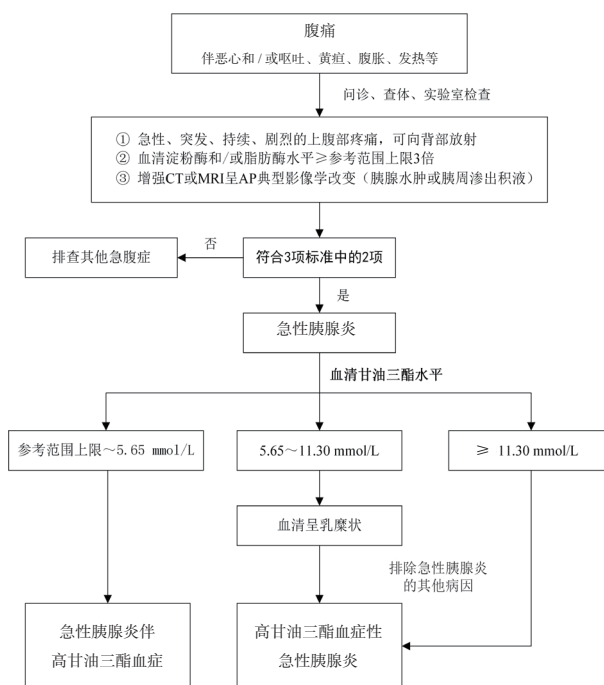 腹痛
伴恶心和/或呕吐、黄疸、腹胀、发热等
问诊、查体、实验室检查
① 急性、突发、持续、剧烈的上腹部疼痛，可向背部放射
② 血清淀粉酶和/或脂肪酶水平≥参考范围上限3倍
③ 增强CT或MRI呈AP典型影像学改变（胰腺水肿或胰周渗出积液）
否
排查其他急腹症
符合3项标准中的2项
是
急性胰腺炎
血清甘油三酯水平
参考范围上限～5.65 mmol/L
5.65～11.30 mmol/L
≥ 11.30 mmol/L
血清呈乳糜状
排除急性胰腺炎
的其他病因
急性胰腺炎伴
高甘油三酯血症
高甘油三酯血症性
急性胰腺炎